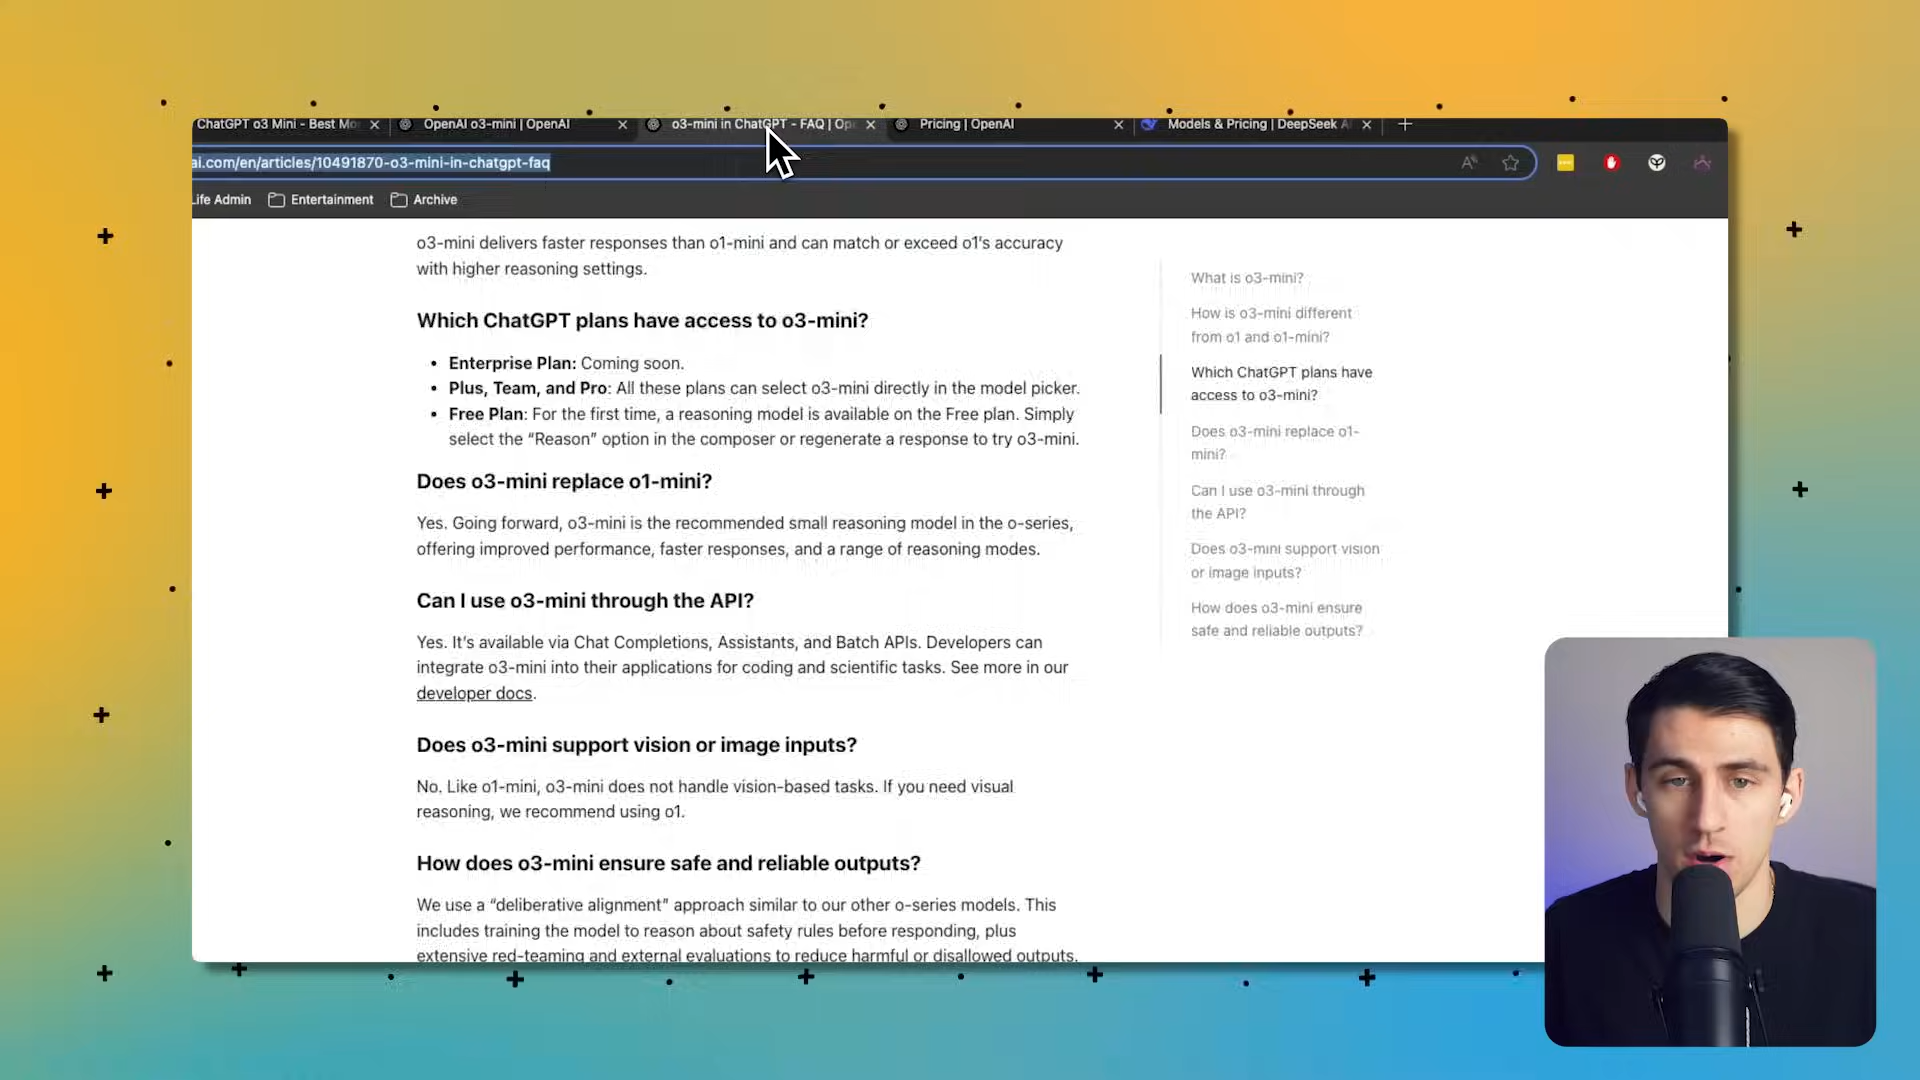 ChatGPT o3 Mini - Best Mo
OpenAI o3-mini | OpenAI
o3-mini in ChatGPT - FAQ | Op
Pricing | OpenAI
Models & Pricing | DeepSeek A
ai.com/en/articles/10491870-o3-mini-in-chatgpt-faq
Life Admin
Entertainment
Archive
o3-mini delivers faster responses than o1-mini and can match or exceed o1's accuracy
with higher reasoning settings.
Which ChatGPT plans have access to o3-mini?
• Enterprise Plan: Coming soon.
• Plus, Team, and Pro: All these plans can select o3-mini directly in the model picker.
• Free Plan: For the first time, a reasoning model is available on the Free plan. Simply
select the “Reason” option in the composer or regenerate a response to try o3-mini.
Does o3-mini replace o1-mini?
Yes. Going forward, o3-mini is the recommended small reasoning model in the o-series,
offering improved performance, faster responses, and a range of reasoning modes.
Can I use o3-mini through the API?
Yes. It’s available via Chat Completions, Assistants, and Batch APIs. Developers can
integrate o3-mini into their applications for coding and scientific tasks. See more in our
developer docs.
Does o3-mini support vision or image inputs?
No. Like o1-mini, o3-mini does not handle vision-based tasks. If you need visual
reasoning, we recommend using o1.
How does o3-mini ensure safe and reliable outputs?
We use a “deliberative alignment” approach similar to our other o-series models. This
includes training the model to reason about safety rules before responding, plus
extensive red-teaming and external evaluations to reduce harmful or disallowed outputs.
What is o3-mini?
How is o3-mini different
from o1 and o1-mini?
Which ChatGPT plans have
access to o3-mini?
Does o3-mini replace o1-
mini?
Can I use o3-mini through
the API?
Does o3-mini support vision
or image inputs?
How does o3-mini ensure
safe and reliable outputs?